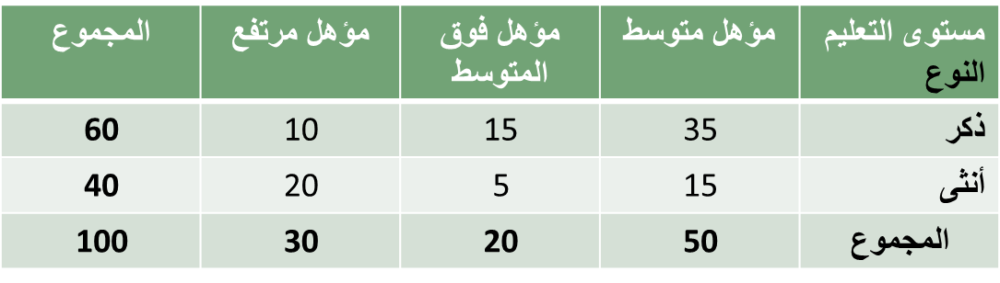 مستوى التعليم مؤهل متوسط مؤهل فوق مؤهل مرتفع المجموع
النوع المتوسط
ذكر 35 15 10 60
أنثى 15 5 20 40
المجموع 50 20 30 100